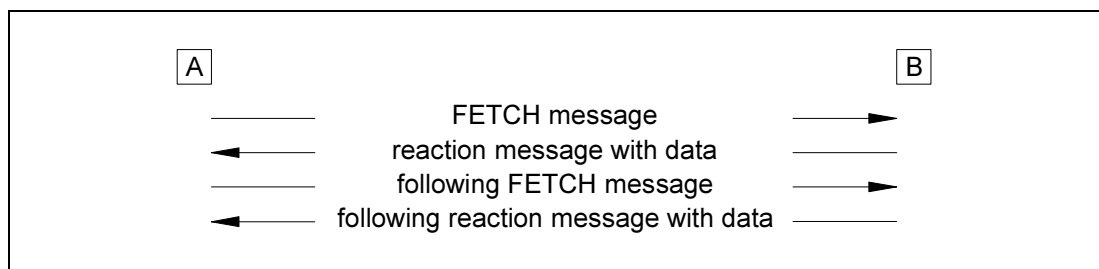 A B
FETCH message
reaction message with data
following FETCH message
following reaction message with data